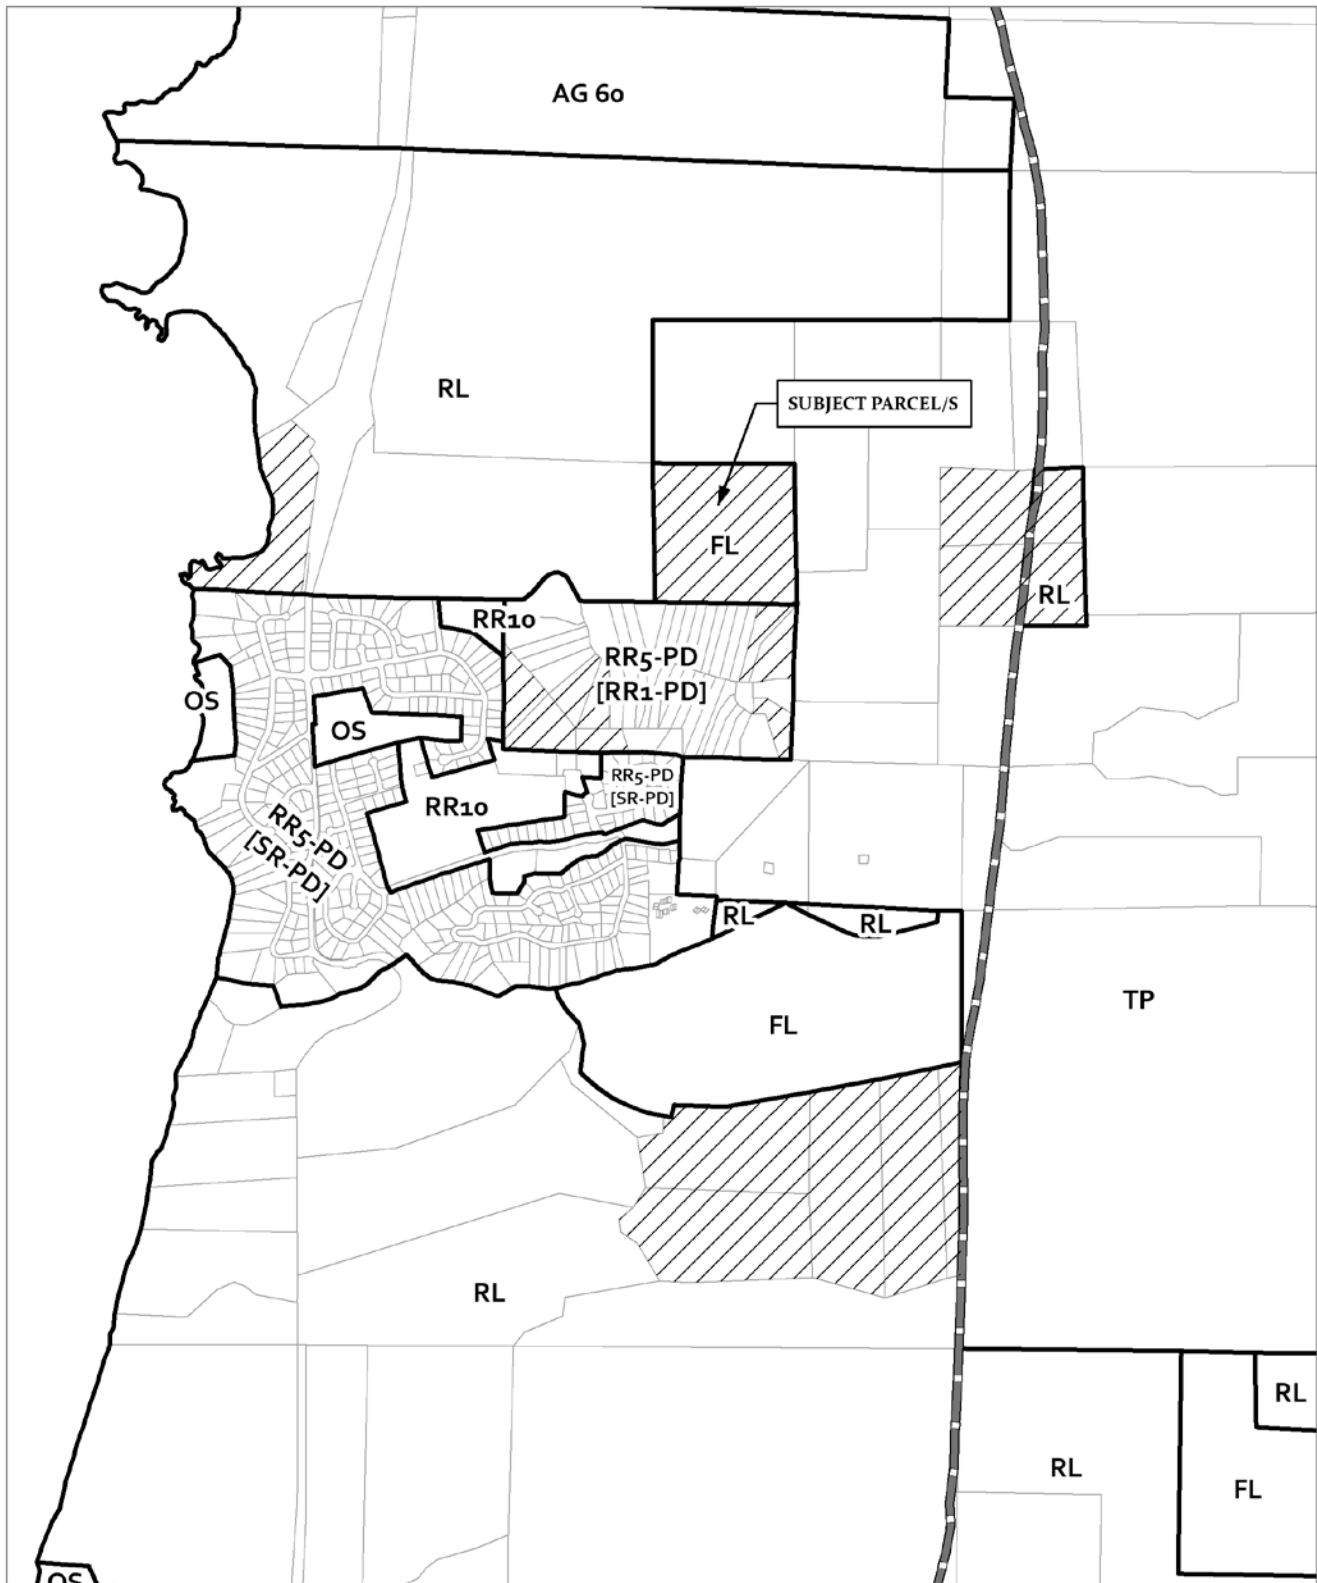 AG 60
RL
SUBJECT PARCEL/S
FL
RL
RR10
RR5-PD
[RR1-PD]
OS
OS
RR5-PD
[SR-PD]
RR10
RR5-PD
[SR-PD]
RL
RL
TP
FL
RL
RL
RL
FL
OS